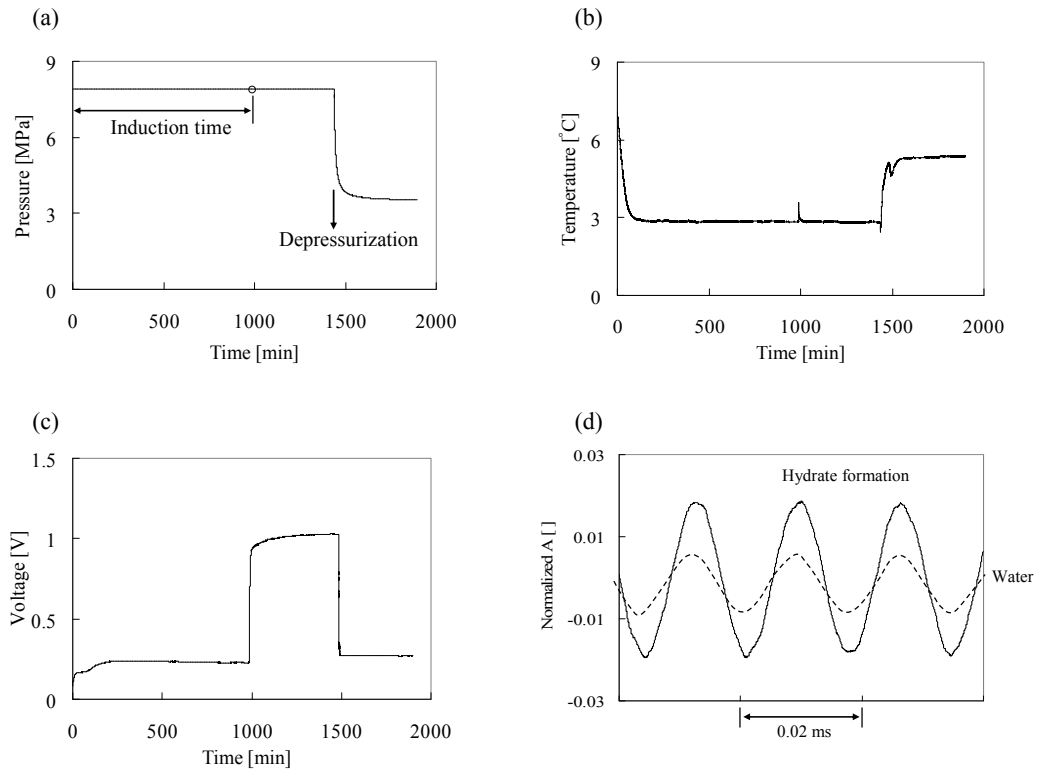 (a)
9
6
3
0
Pressure [MPa]
Induction time
Depressurization
0 500 1000 1500 2000
Time [min]
(b)
9
6
3
0
Temperature [°C]
0 500 1000 1500 2000
Time [min]
(c)
1.5
1
0.5
0
Voltage [V]
0 500 1000 1500 2000
Time [min]
(d)
0.03
0.01
-0.01
-0.03
Normalized A [ ]
Hydrate formation
Water
0.02 ms